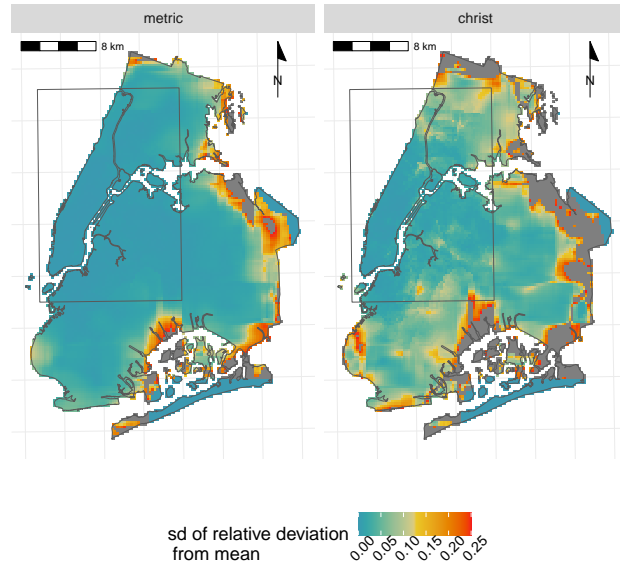 metric
christ
8 km
N
8 km
N
sd of relative deviation
from mean
0.00 0.05 0.10 0.15 0.20 0.25